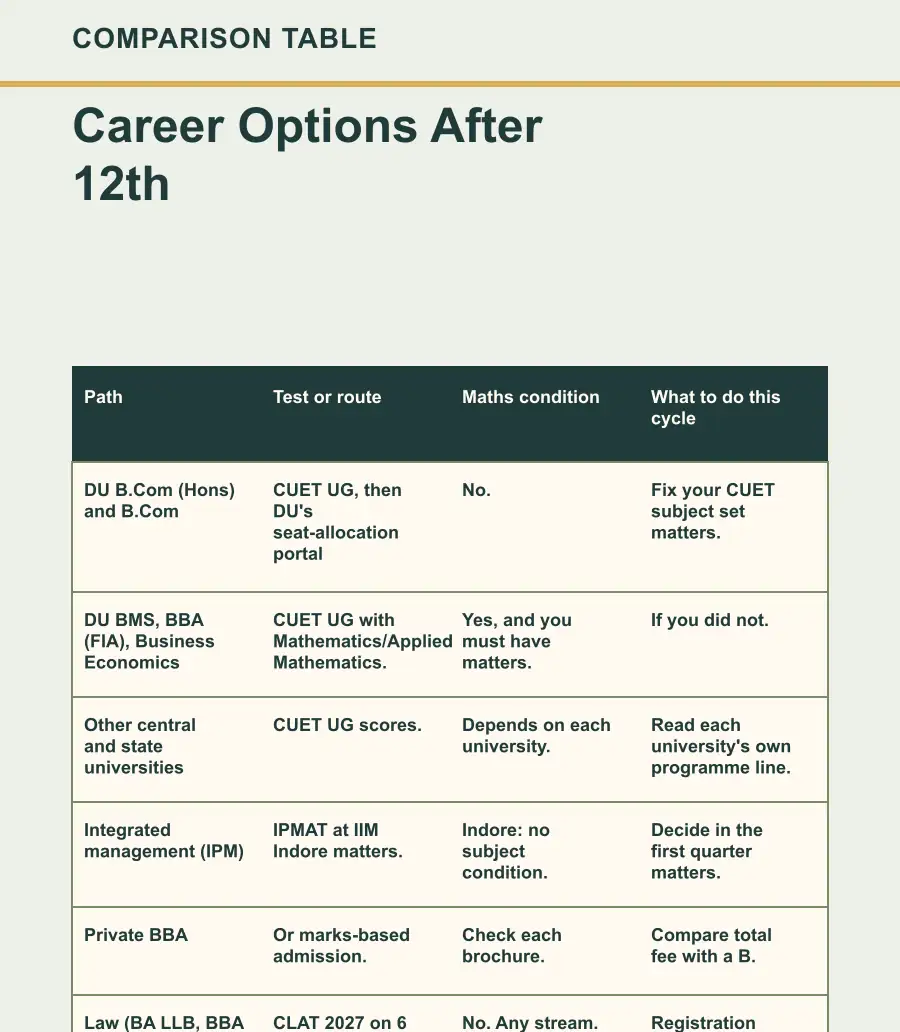 COMPARISON TABLE
Career Options After
12th
Path
Test or route
Maths condition
What to do this
cycle
DU B.Com (Hons)
and B.Com
CUET UG, then
DU's
seat-allocation
portal
No.
Fix your CUET
subject set
matters.
DU BMS, BBA
(FIA), Business
Economics
CUET UG with
Mathematics/Applied
Mathematics.
Yes, and you
must have
matters.
If you did not.
Other central
and state
universities
CUET UG scores.
Depends on each
university.
Read each
university's own
programme line.
Integrated
management (IPM)
IPMAT at IIM
Indore matters.
Indore: no
subject
condition.
Decide in the
first quarter
matters.
Private BBA
Or marks-based
admission.
Check each
brochure.
Compare total
fee with a B.
Law (BA LLB, BBA
CLAT 2027 on 6
No. Any stream.
Registration